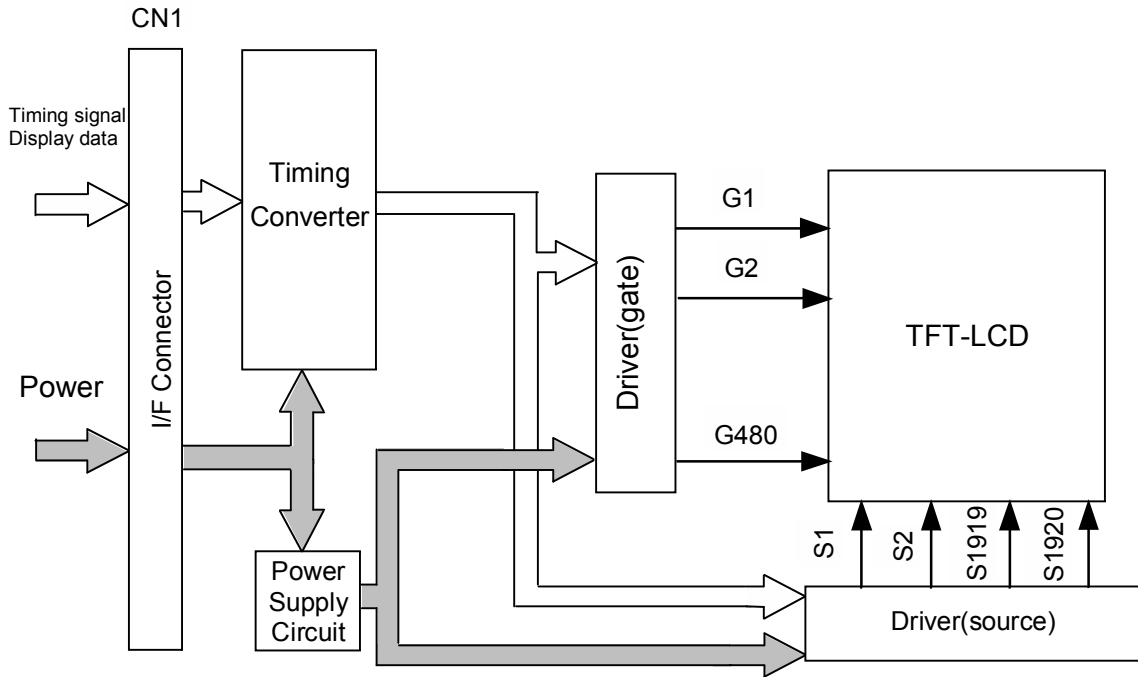 CN1
Timing signal
Display data
Power
I/F Connector
Timing
Converter
Power
Supply
Circuit
Driver(gate)
G1
G2
G480
TFT-LCD
S1
S2
S1919
S1920
Driver(source)